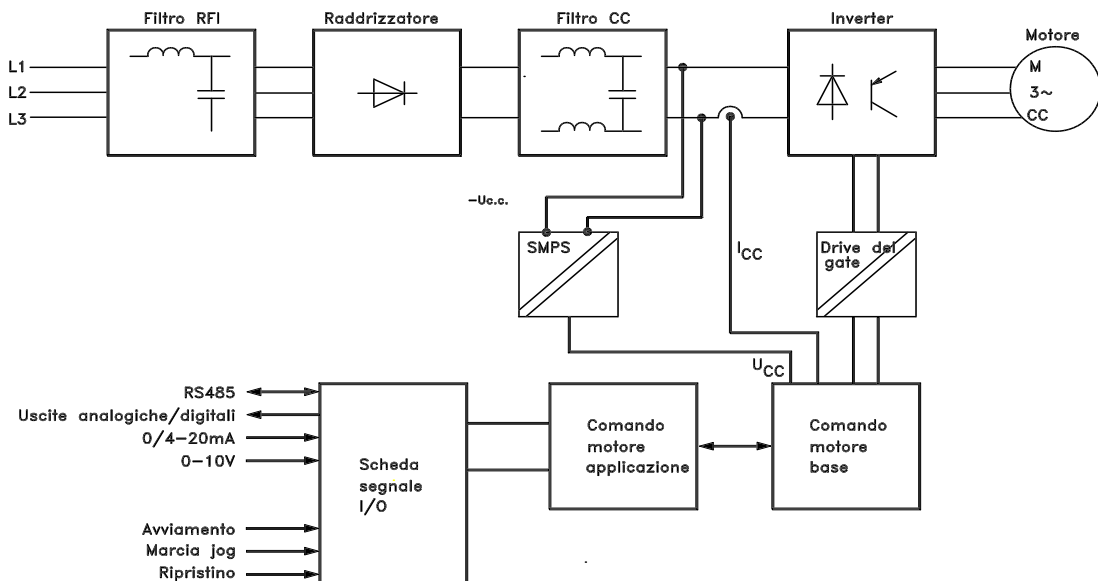 Filtro RFI
Raddrizzatore
Filtro CC
Inverter
Motore
L1
L2
L3
M
3~
CC
-Uc.c.
SMPS
ICC
Drive del
gate
UCC
RS485
Uscite analogiche/digitali
0/4-20mA
0-10V
Avviamento
Marcia jog
Ripristino
Scheda
segnale
I/O
Comando
motore
applicazione
Comando
motore
base